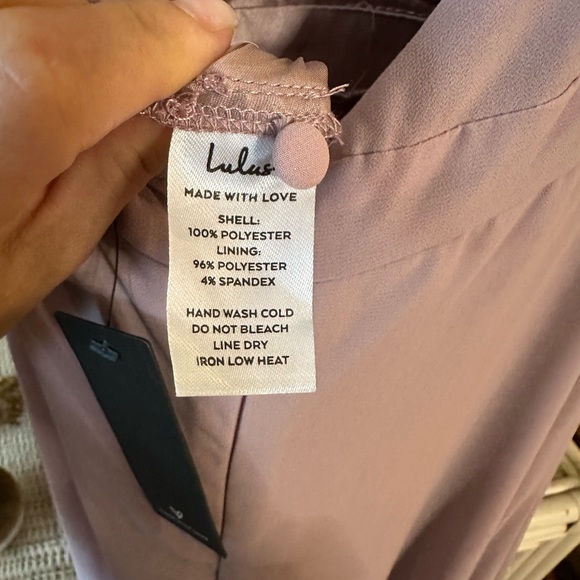 Lulus
MADE WITH LOVE
SHELL:
100% POLYESTER
LINING:
96% POLYESTER
4% SPANDEX
HAND WASH COLD
DO NOT BLEACH
LINE DRY
IRON LOW HEAT